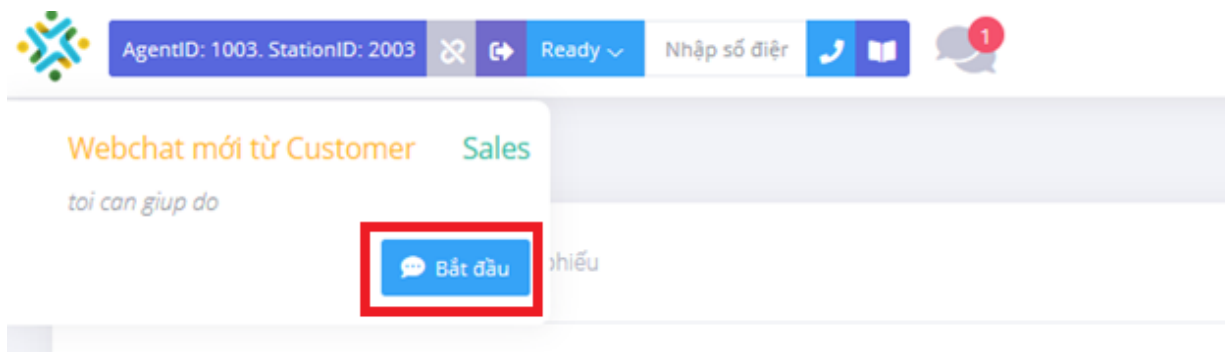 AgentID: 1003. StationID: 2003 Ready Nhập số điện 1
Webchat mới từ Customer Sales
toi can giup do
Bắt đầu phiếu